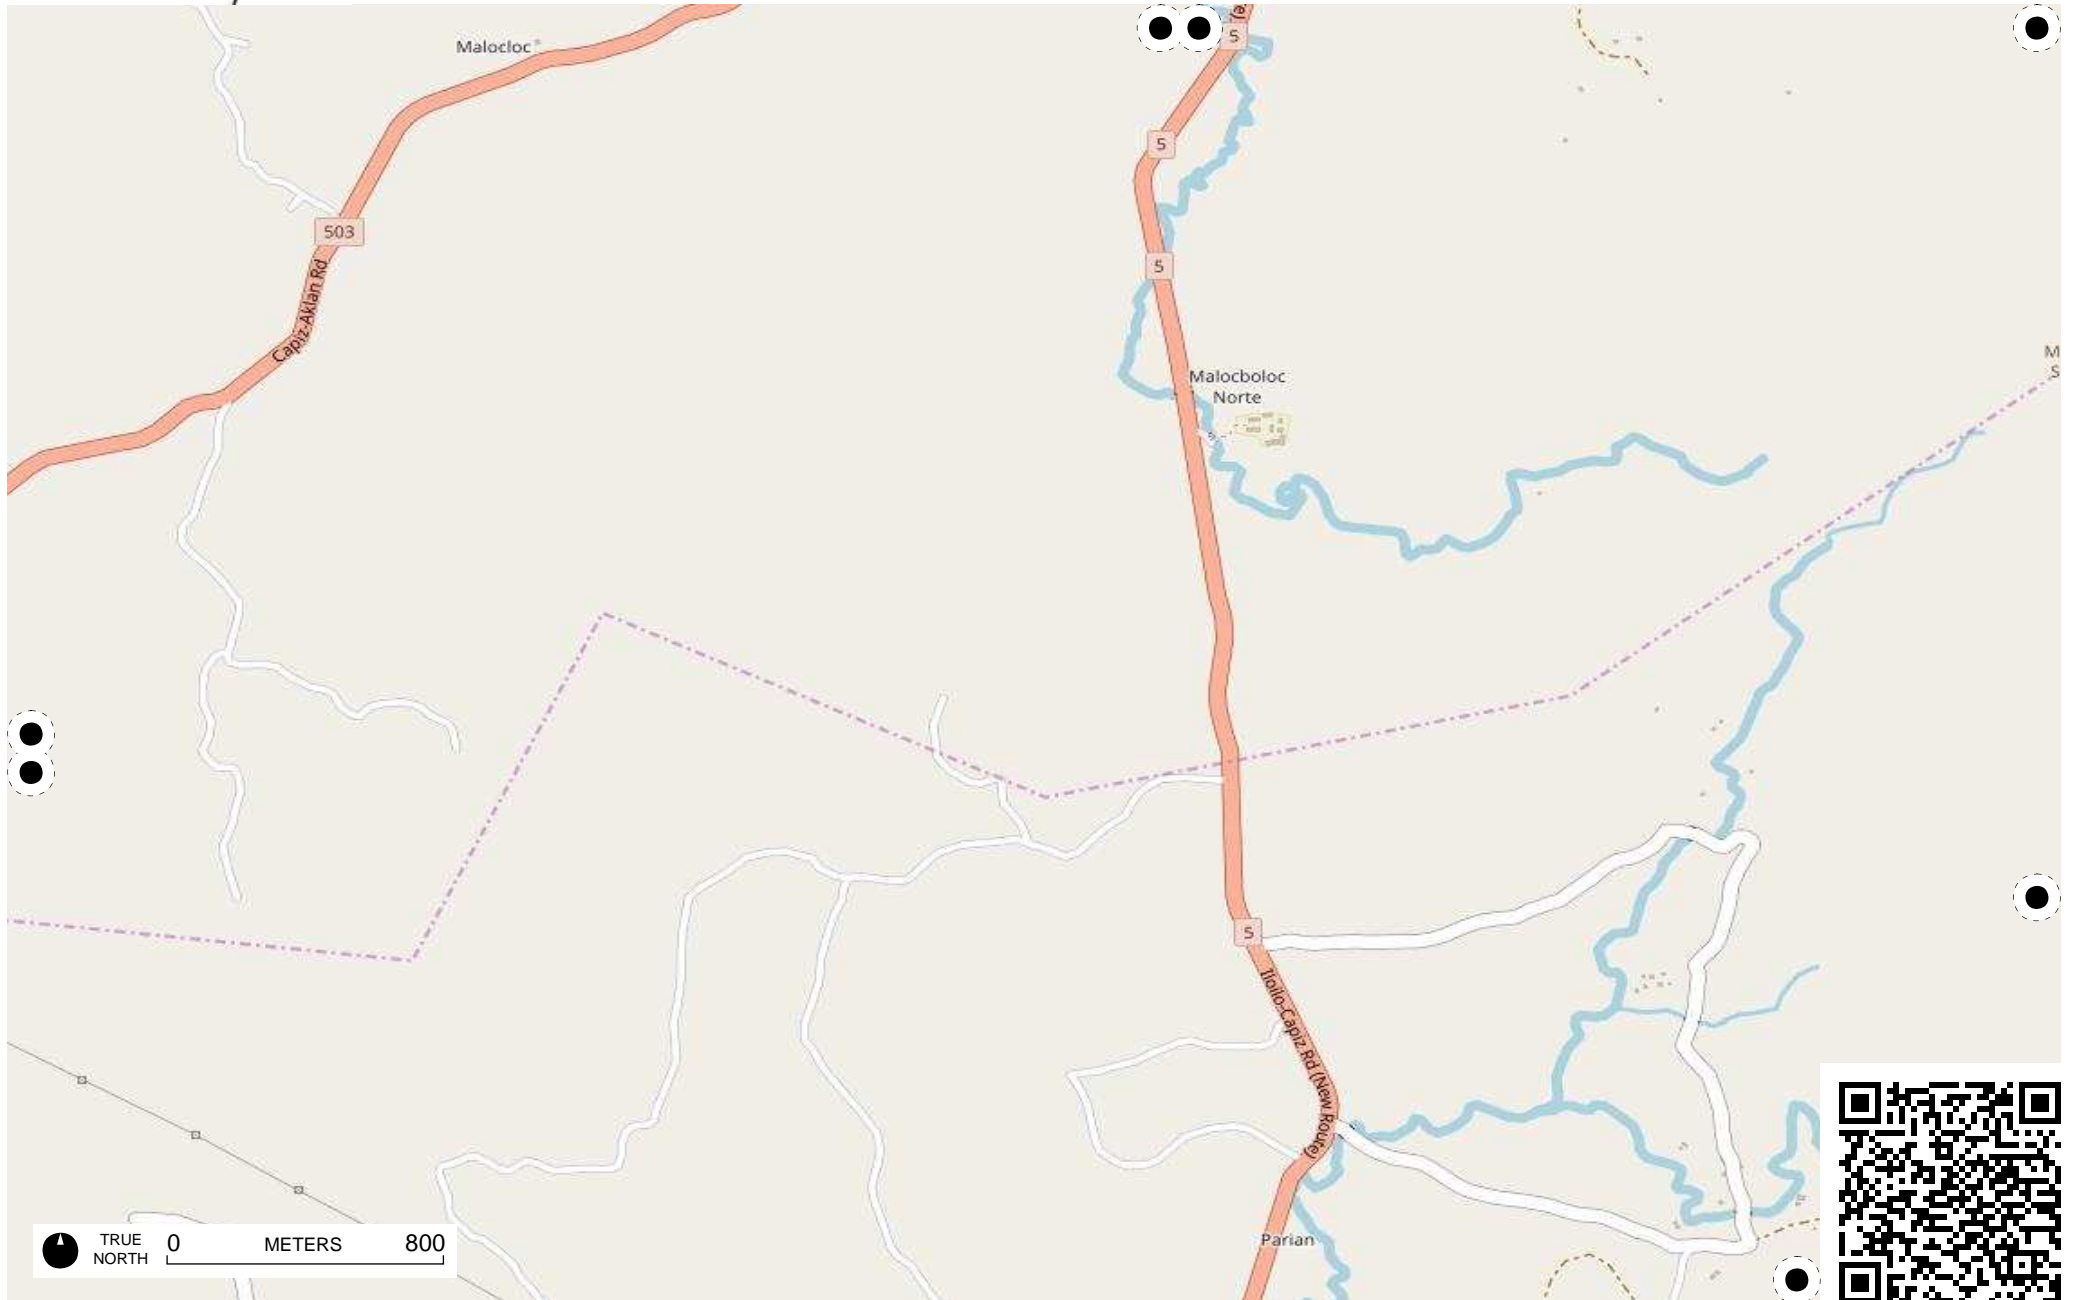 Malocloc
5
5
503
Capiz-Aklan Rd
5
Malocboloc
Norte
M
S
5
Iloilo-Capiz Rd (New Route)
Parian
TRUE
NORTH
0 METERS 800